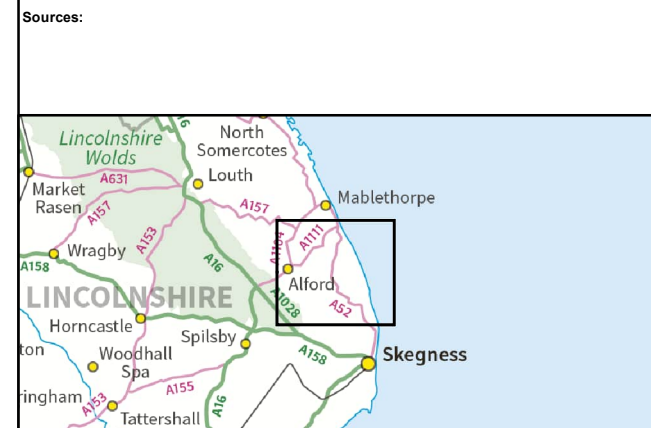 Sources:
16
Lincolnshire
Wolds
North
Somercotes
A631
Louth
Market
Rasen
A157
A157
Mablethorpe
A153
Wragby
A1104
A1111
A158
A16
Alford
LINCOLNSHIRE
A1028
A52
Horncastle
Spilsby
ton
Woodhall
Spa
A158
Skegness
ringham
A153
A155
A16
Tattershall